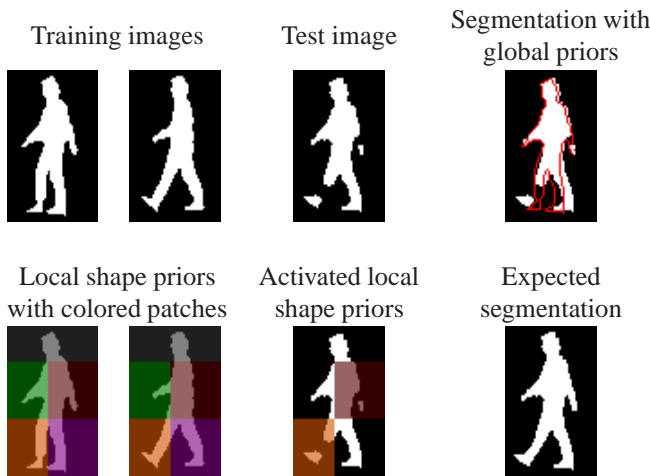 Training images
Test image
Segmentation with
global priors
Local shape priors
with colored patches
Activated local
shape priors
Expected
segmentation